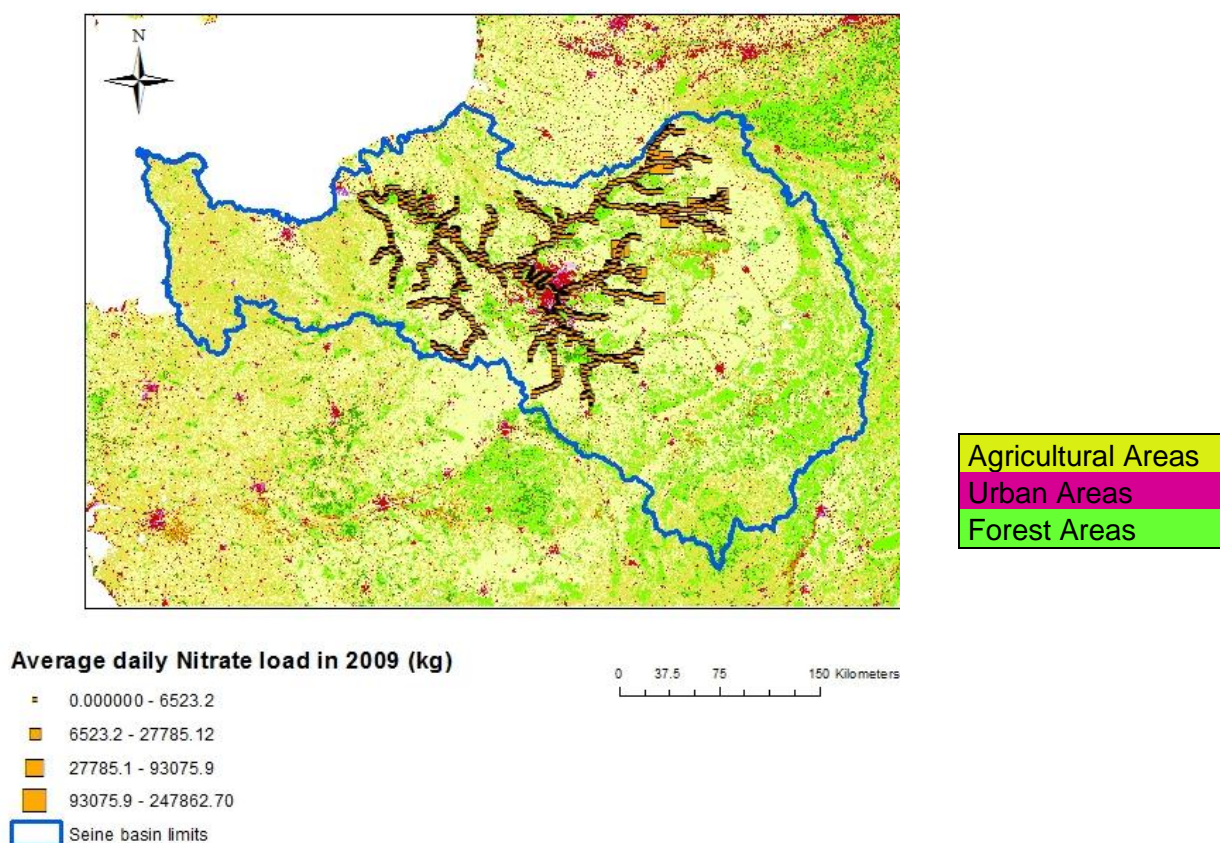 N
Agricultural Areas
Urban Areas
Forest Areas
Average daily Nitrate load in 2009 (kg)
0.000000 - 6523.2
6523.2 - 27785.12
27785.1 - 93075.9
93075.9 - 247862.70
Seine basin limits
0 37.5 75 150 Kilometers